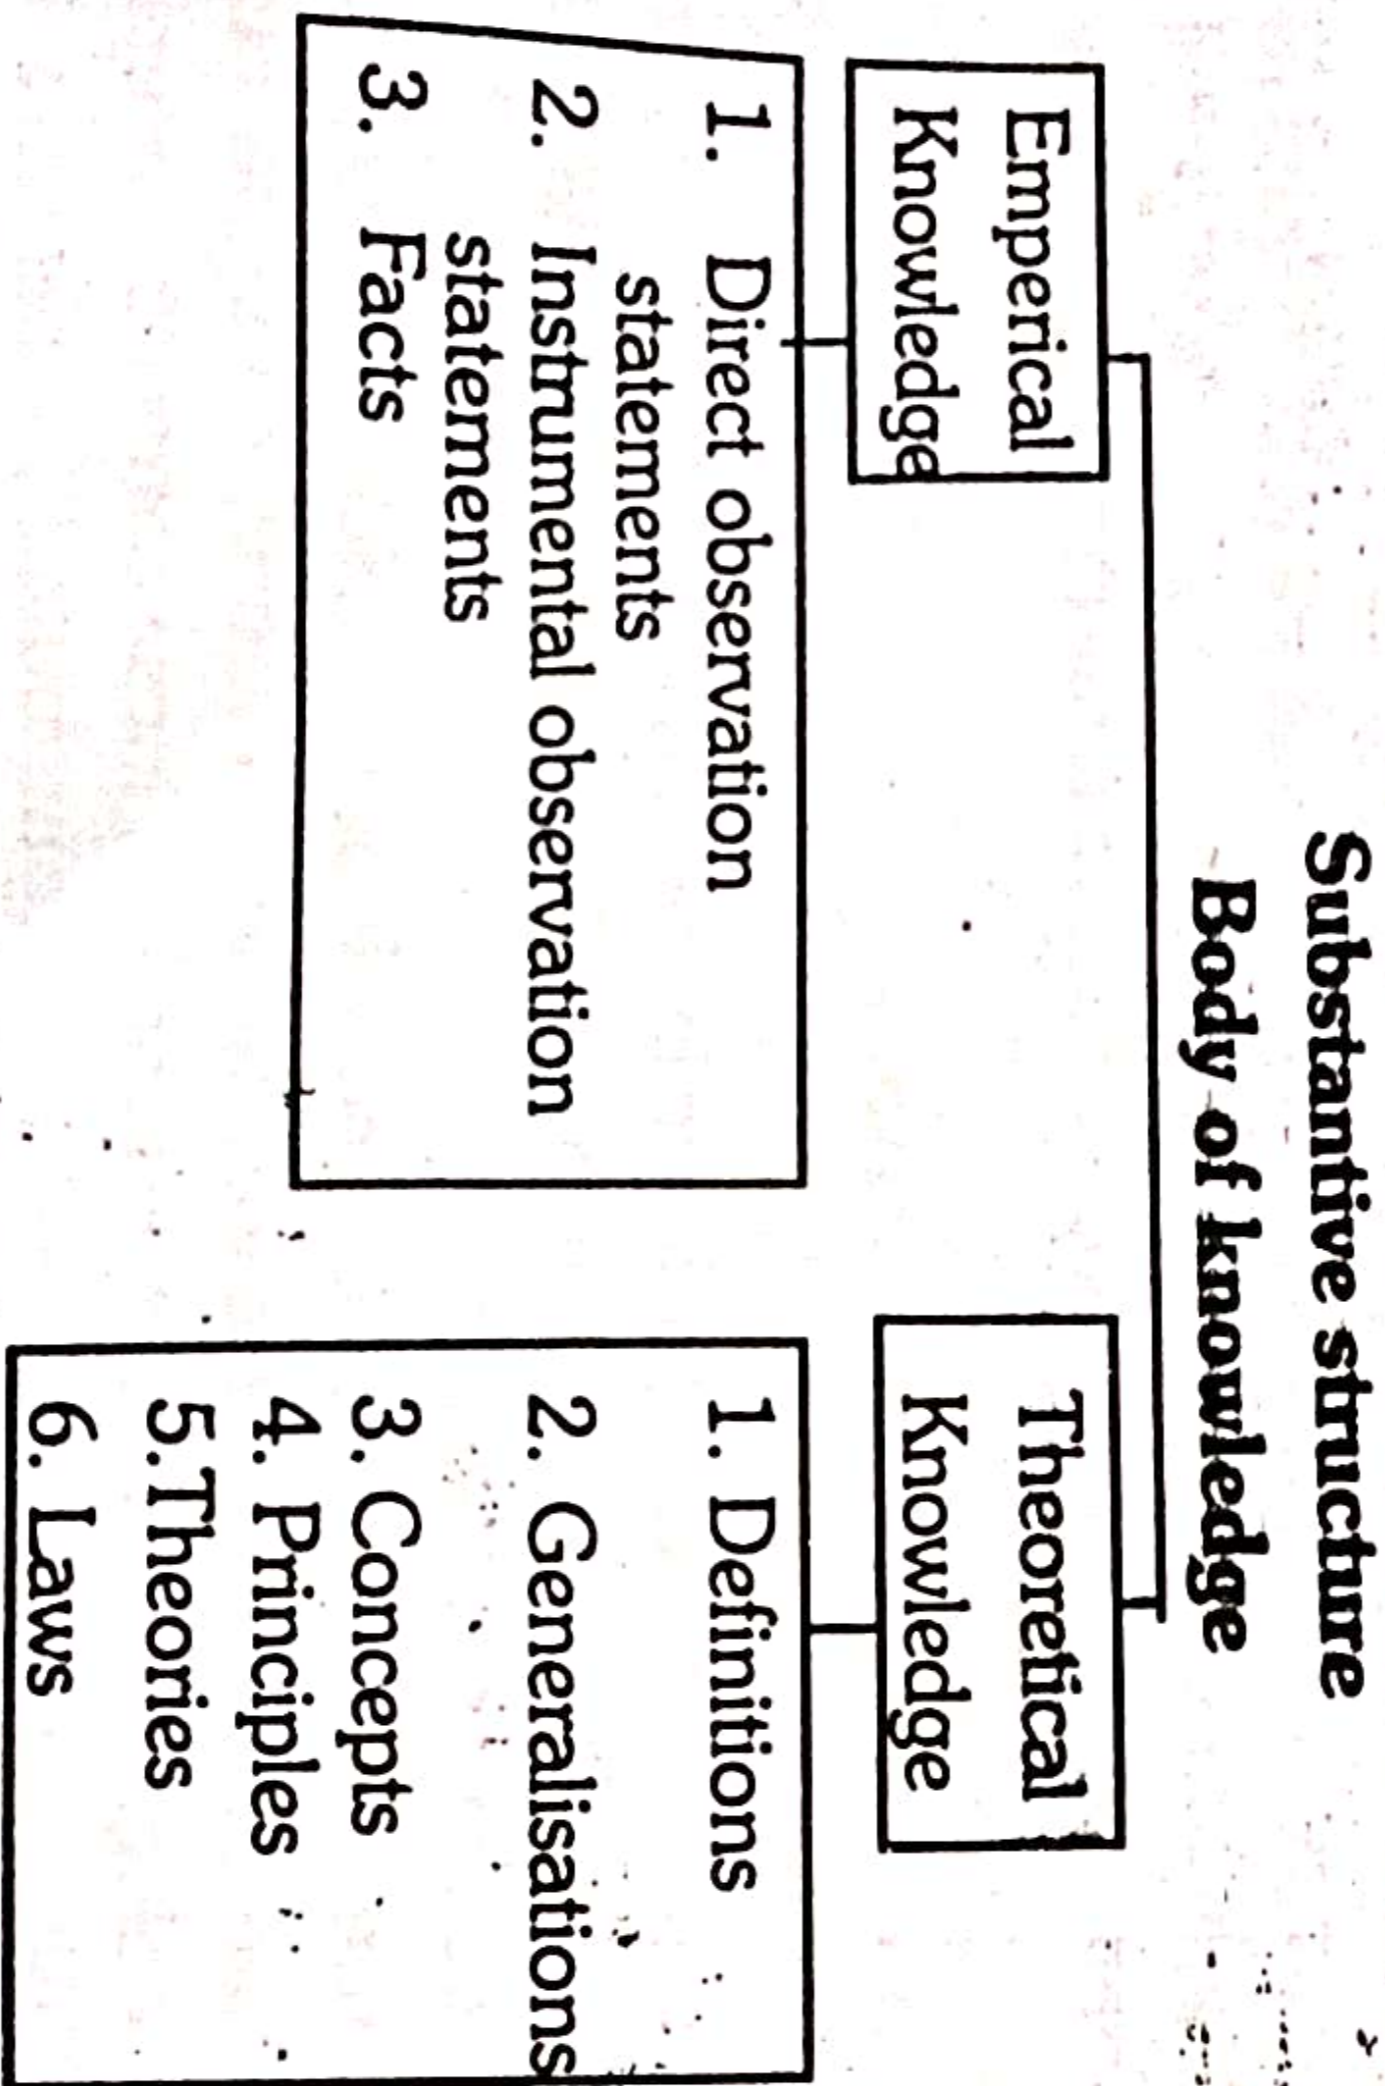 Substantive structure
Body of knowledge
Emperical
Knowledge
1. Direct observation
statements
2. Instrumental observation
statements
3. Facts
Theoretical
Knowledge
1. Definitions
2. Generalisations
3. Concepts
4. Principles
5.Theories
6. Laws